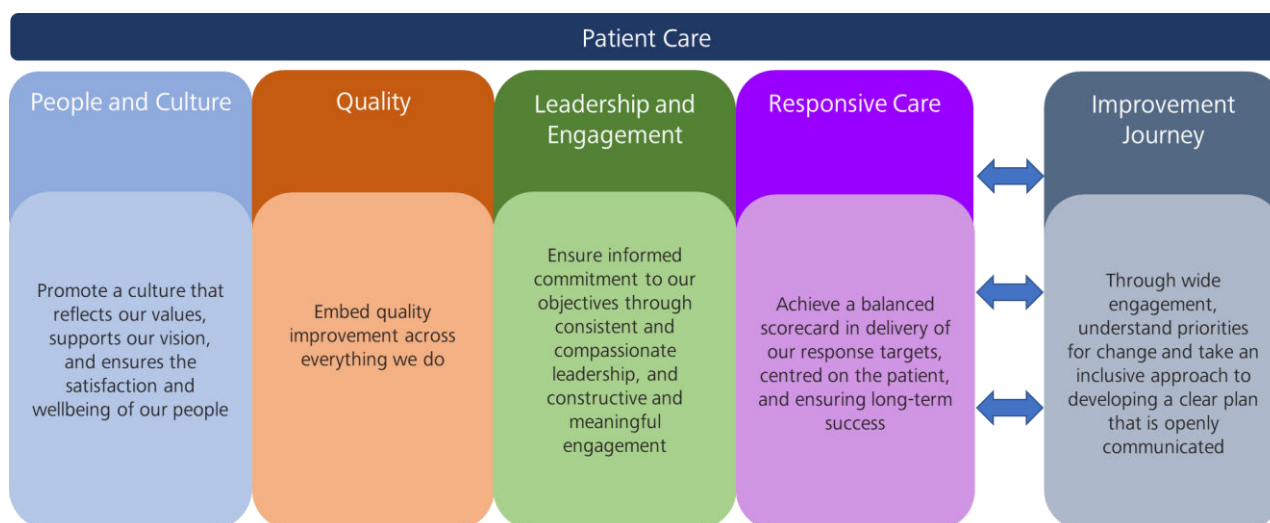 Patient Care
People and Culture
Promote a culture that
reflects our values,
supports our vision,
and ensures the
satisfaction and
wellbeing of our people
Quality
Embed quality
improvement across
everything we do
Leadership and
Engagement
Ensure informed
commitment to our
objectives through
consistent and
compassionate
leadership, and
constructive and
meaningful
engagement
Responsive Care
Achieve a balanced
scorecard in delivery of
our response targets,
centred on the patient,
and ensuring long-term
success
Improvement
Journey
Through wide
engagement,
understand priorities
for change and take an
inclusive approach to
developing a clear plan
that is openly
communicated